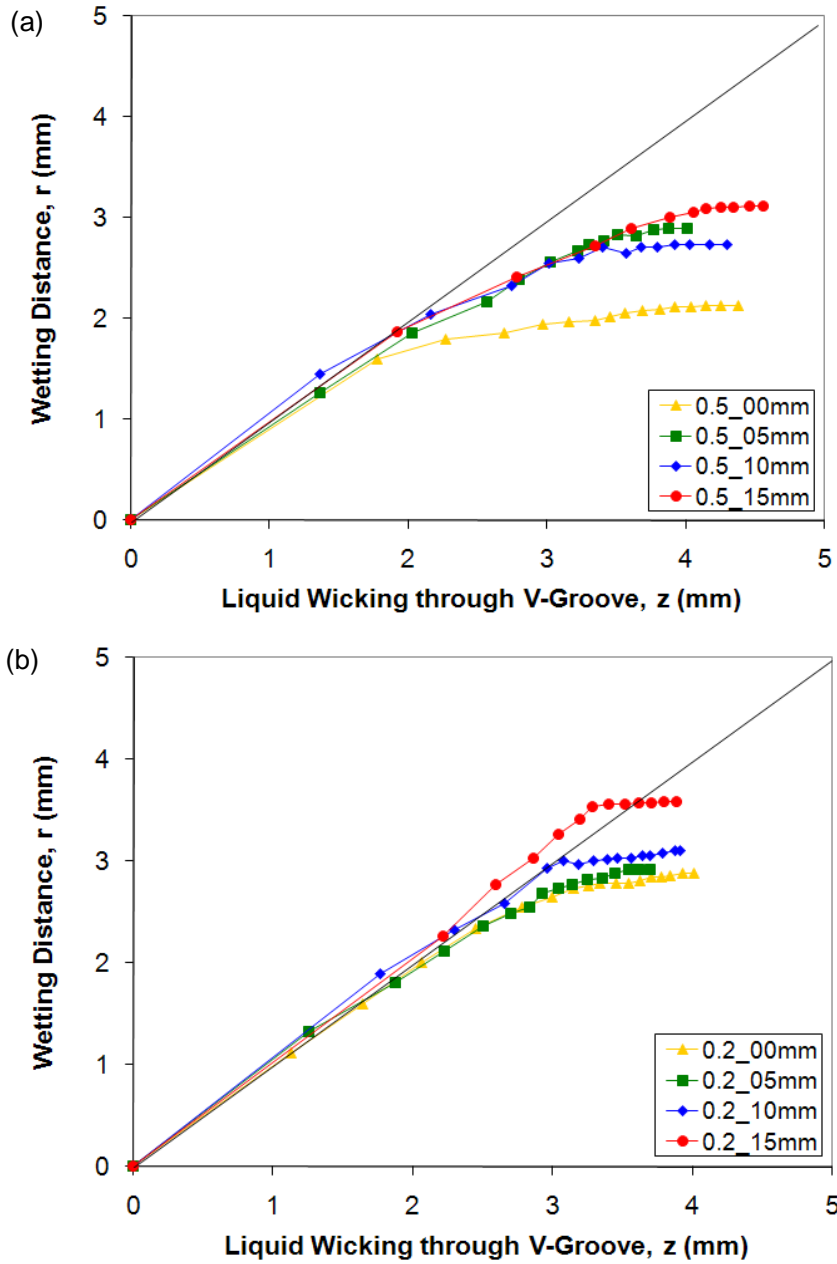 (a)
5
4
3
2
1
0
Wetting Distance, r (mm)
0.5_00mm
0.5_05mm
0.5_10mm
0.5_15mm
0 1 2 3 4 5
Liquid Wicking through V-Groove, z (mm)
(b)
5
4
3
2
1
0
Wetting Distance, r (mm)
0.2_00mm
0.2_05mm
0.2_10mm
0.2_15mm
0 1 2 3 4 5
Liquid Wicking through V-Groove, z (mm)